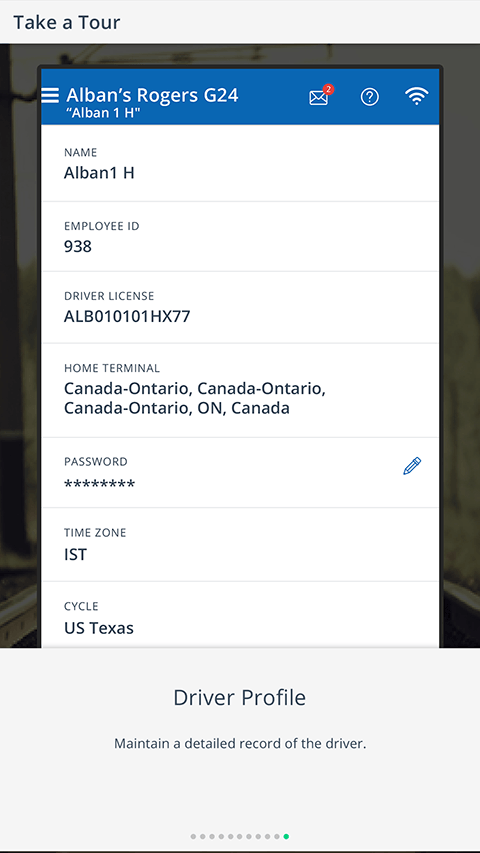 Take a Tour
Alban’s Rogers G24
2
“Alban 1 H"
NAME
Alban1 H
EMPLOYEE ID
938
DRIVER LICENSE
ALB010101HX77
HOME TERMINAL
Canada-Ontario, Canada-Ontario,
Canada-Ontario, ON, Canada
PASSWORD
********
TIME ZONE
IST
CYCLE
US Texas
Driver Profile
Maintain a detailed record of the driver.